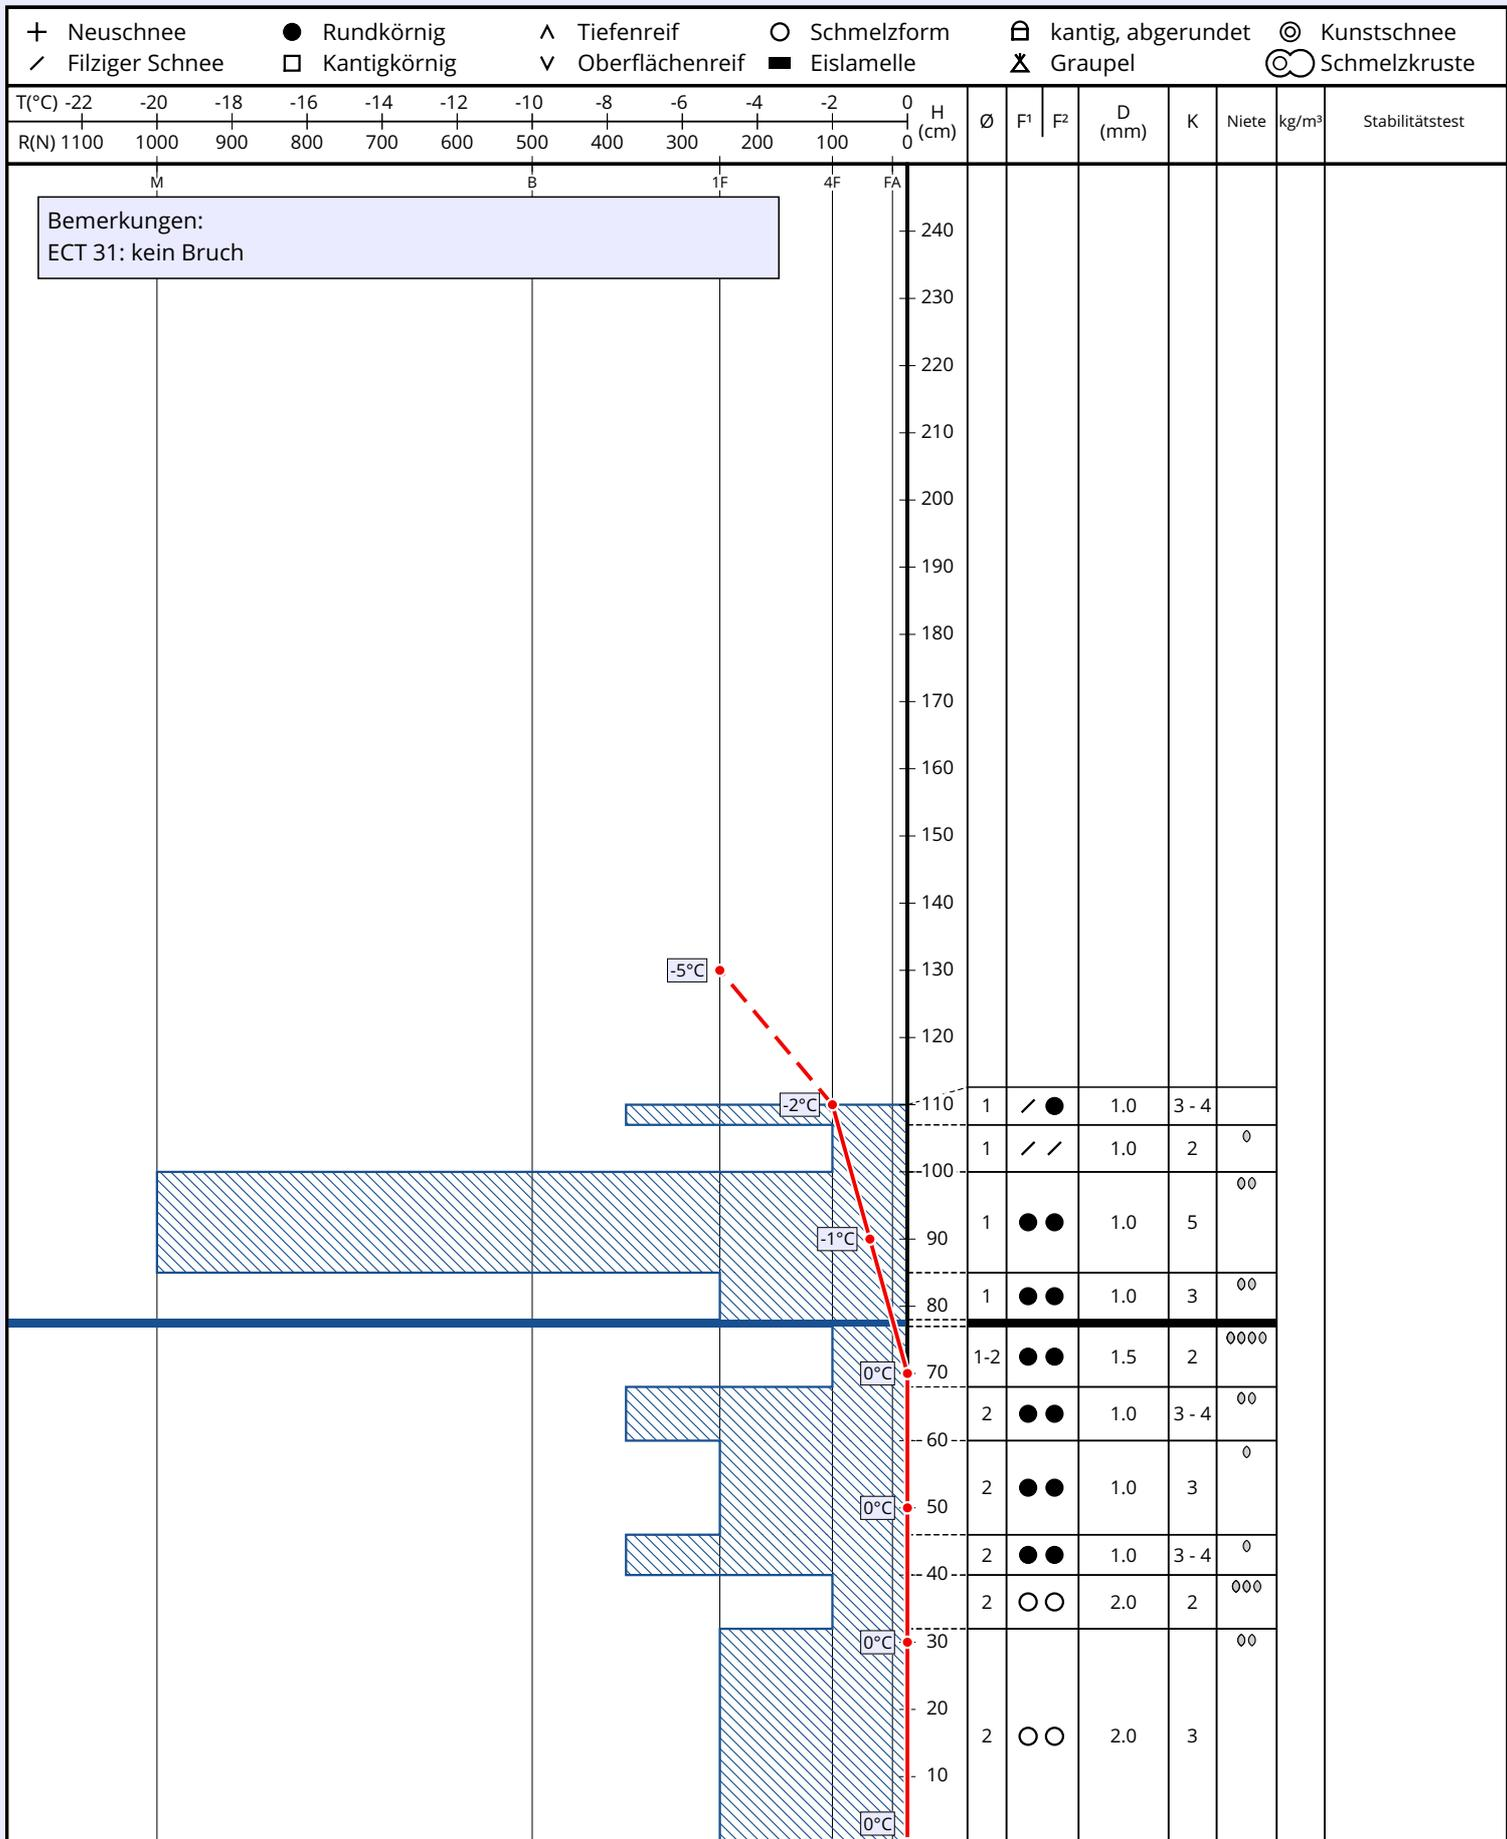 Neuschnee Rundkörnig Tiefenreif Schmelzform kantig, abgerundet Kunstschnee
Filziger Schnee Kantigkörnig Oberflächenreif Eislamelle Graupel Schmelzkruste
T(°C) -22 -20 -18 -16 -14 -12 -10 -8 -6 -4 -2 0
R(N) 1100 1000 900 800 700 600 500 400 300 200 100 0
H (cm) Ø F¹ F² D (mm) K Niete kg/m³ Stabilitätstest
M B 1F 4F FA
Bemerkungen:
ECT 31: kein Bruch
240
230
220
210
200
190
180
170
160
150
140
-5°C 130
120
-2°C 110 1 1.0 3 - 4
1 1.0 2
100
1 1.0 5
-1°C 90
1 1.0 3
80
1-2 1.5 2
0°C 70
2 1.0 3 - 4
60
2 1.0 3
0°C 50
2 1.0 3 - 4
40
2 2.0 2
0°C 30
20
2 2.0 3
10
0°C